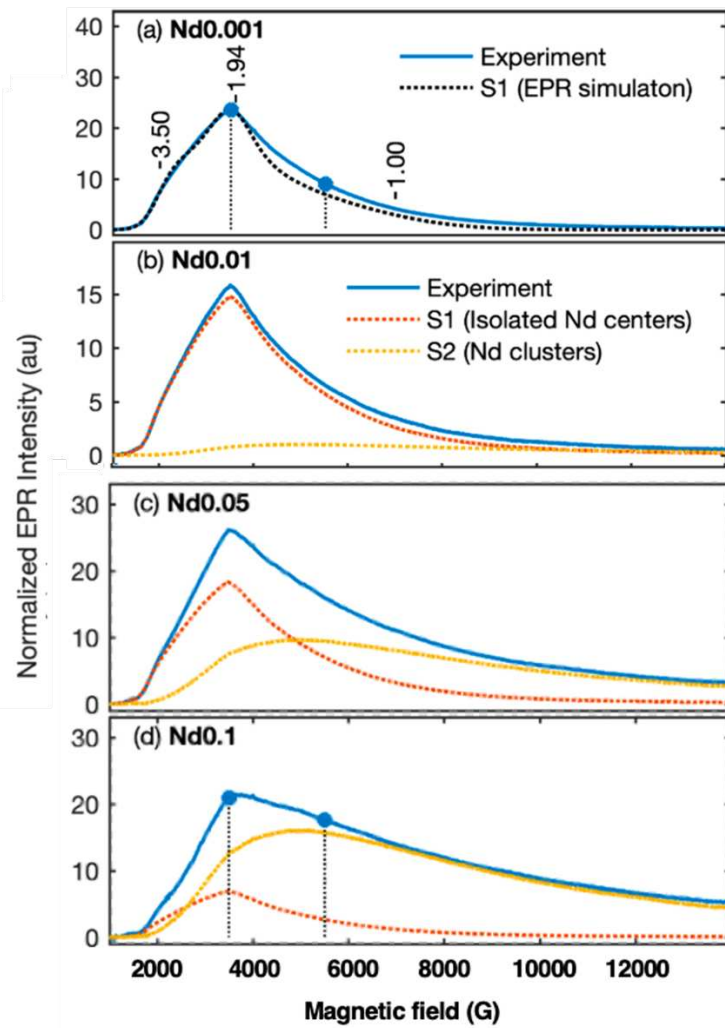 (a) Nd0.001
40
30
20
10
0
-3.50
-1.94
-1.00
Experiment
S1 (EPR simulaton)
(b) Nd0.01
15
10
5
0
Experiment
S1 (Isolated Nd centers)
S2 (Nd clusters)
Normalized EPR Intensity (au)
(c) Nd0.05
30
20
10
0
(d) Nd0.1
30
20
10
0
2000 4000 6000 8000 10000 12000
Magnetic field (G)